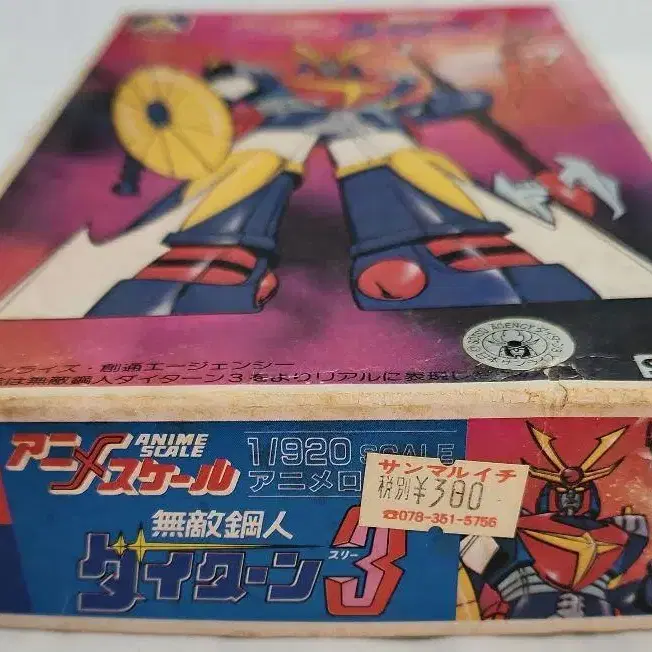 ンライズ・創通エージェンシー
は無敵鋼人ダイターン3をよりリアルに表現し
アニメスケール
ANIME
SCALE
1/920 SCALE
アニメロ
サンマルイチ
税別¥300
☎078-351-5756
無敵鋼人
ダイターン3
スリー